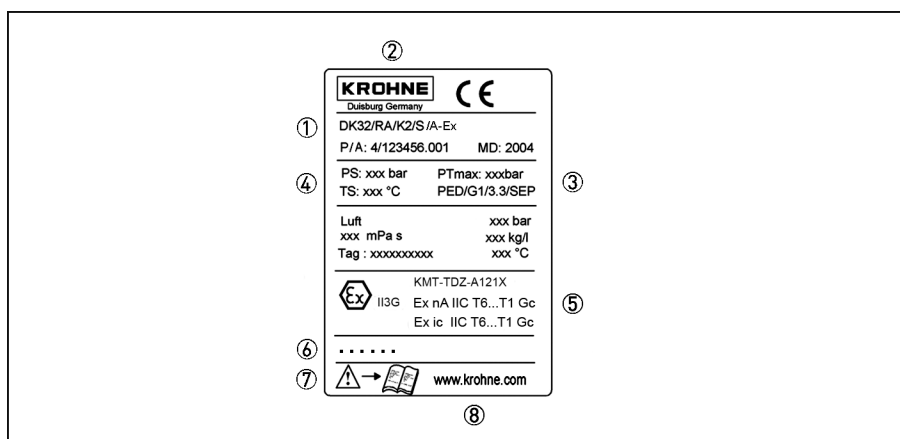 ②
KROHNE
Duisburg Germany
CE
① DK32/RA/K2/S/A-Ex
P/A: 4/123456.001 MD: 2004
④ PS: xxx bar PTmax: xxxbar ③
TS: xxx °C PED/G1/3.3/SEP
Luft xxx bar
xxx mPa s xxx kg/l
Tag : xxxxxxxxxx xxx °C
KMT-TDZ-A121X
Ex II3G Ex nA IIC T6...T1 Gc ⑤
Ex ic IIC T6...T1 Gc
⑥ ......
⑦ www.krohne.com
⑧